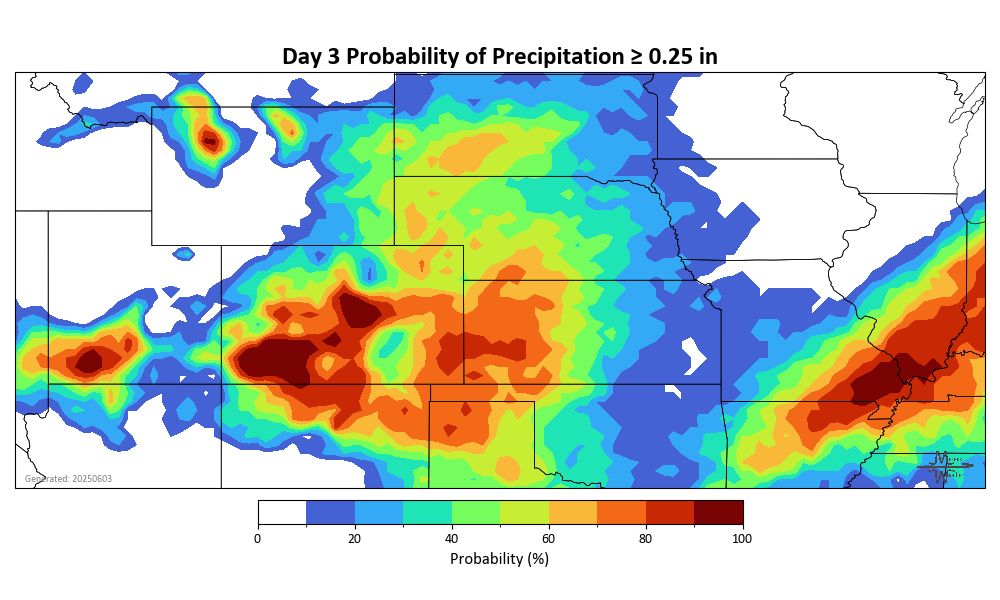 Day 3 Probability of Precipitation ≥ 0.25 in
Generated: 20250603
0 20 40 60 80 100
Probability (%)